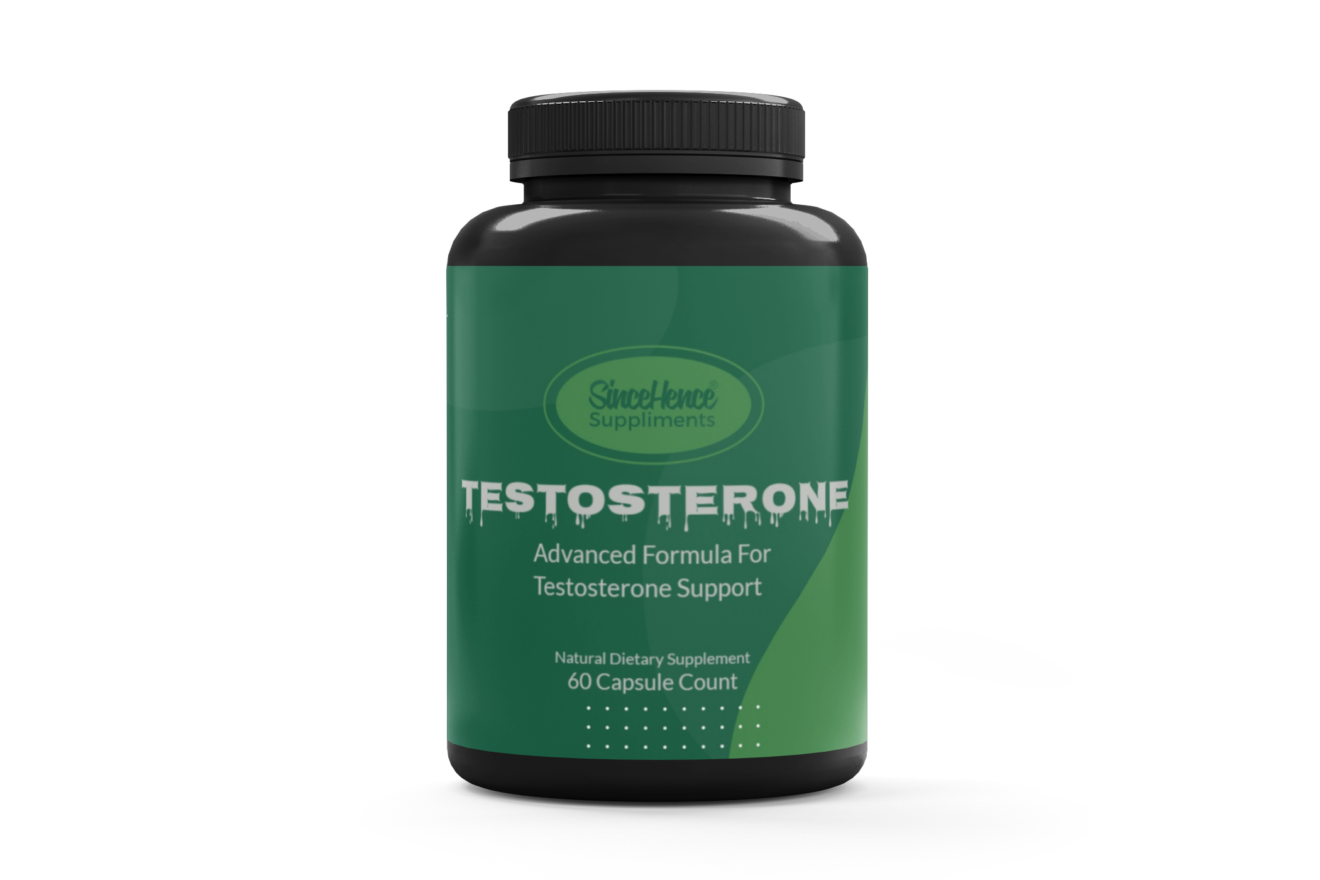 SinceHence®
Suppliments
TESTOSTERONE
Advanced Formula For
Testosterone Support
Natural Dietary Supplement
60 Capsule Count